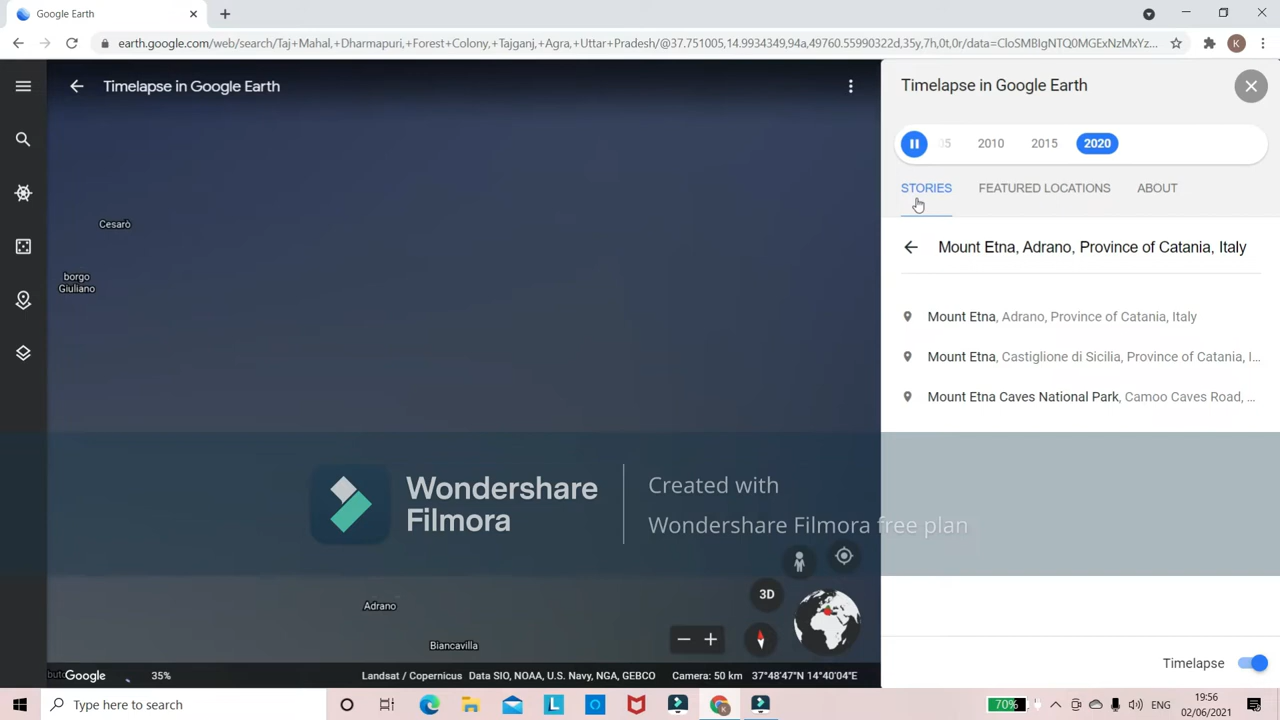 Google Earth
earth.google.com/web/search/Taj+Mahal,+Dharmapuri,+Forest+Colony,+Tajganj,+Agra,+Uttar+Pradesh/@37.751005,14.9934349,94a,49760.55990322d,35y,7h,0t,0r/data=CloSMBIgNTQ0MGExNzMxYz...
K
Timelapse in Google Earth
Timelapse in Google Earth
05 2010 2015 2020
STORIES FEATURED LOCATIONS ABOUT
Mount Etna, Adrano, Province of Catania, Italy
Mount Etna, Adrano, Province of Catania, Italy
Mount Etna, Castiglione di Sicilia, Province of Catania, I...
Mount Etna Caves National Park, Camoo Caves Road, ...
Cesarò
borgo
Giuliano
Wondershare
Filmora
Created with
Wondershare Filmora free plan
3D
Adrano
Biancavilla
Google 35% Landsat / Copernicus Data SIO, NOAA, U.S. Navy, NGA, GEBCO Camera: 50 km 37°48'47"N 14°40'04"E
Timelapse
Type here to search
L
70%
ENG
19:56
02/06/2021